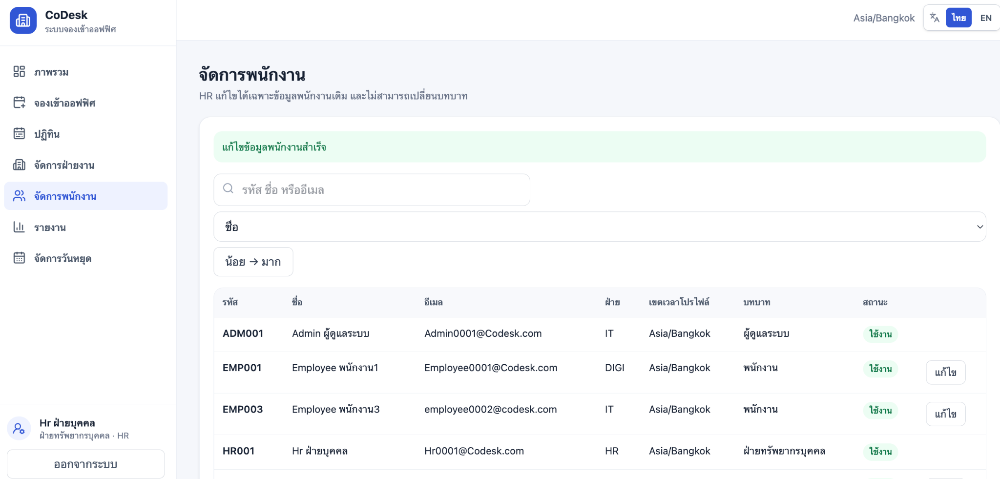 CoDesk
ระบบจองเข้าออฟฟิศ
ภาพรวม
จองเข้าออฟฟิศ
ปฏิทิน
จัดการฝ่ายงาน
จัดการพนักงาน
รายงาน
จัดการวันหยุด
Hr ฝ่ายบุคคล
ฝ่ายทรัพยากรบุคคล · HR
ออกจากระบบ
Asia/Bangkok ไทย EN
จัดการพนักงาน
HR แก้ไขได้เฉพาะข้อมูลพนักงานเดิม และไม่สามารถเปลี่ยนบทบาท
แก้ไขข้อมูลพนักงานสำเร็จ
รหัส ชื่อ หรืออีเมล
ชื่อ
น้อย → มาก
รหัส ชื่อ อีเมล ฝ่าย เขตเวลาโปรไฟล์ บทบาท สถานะ
ADM001 Admin ผู้ดูแลระบบ Admin0001@Codesk.com IT Asia/Bangkok ผู้ดูแลระบบ ใช้งาน
EMP001 Employee พนักงาน1 Employee0001@Codesk.com DIGI Asia/Bangkok พนักงาน ใช้งาน แก้ไข
EMP003 Employee พนักงาน3 employee0002@codesk.com IT Asia/Bangkok พนักงาน ใช้งาน แก้ไข
HR001 Hr ฝ่ายบุคคล Hr0001@Codesk.com HR Asia/Bangkok ฝ่ายทรัพยากรบุคคล ใช้งาน